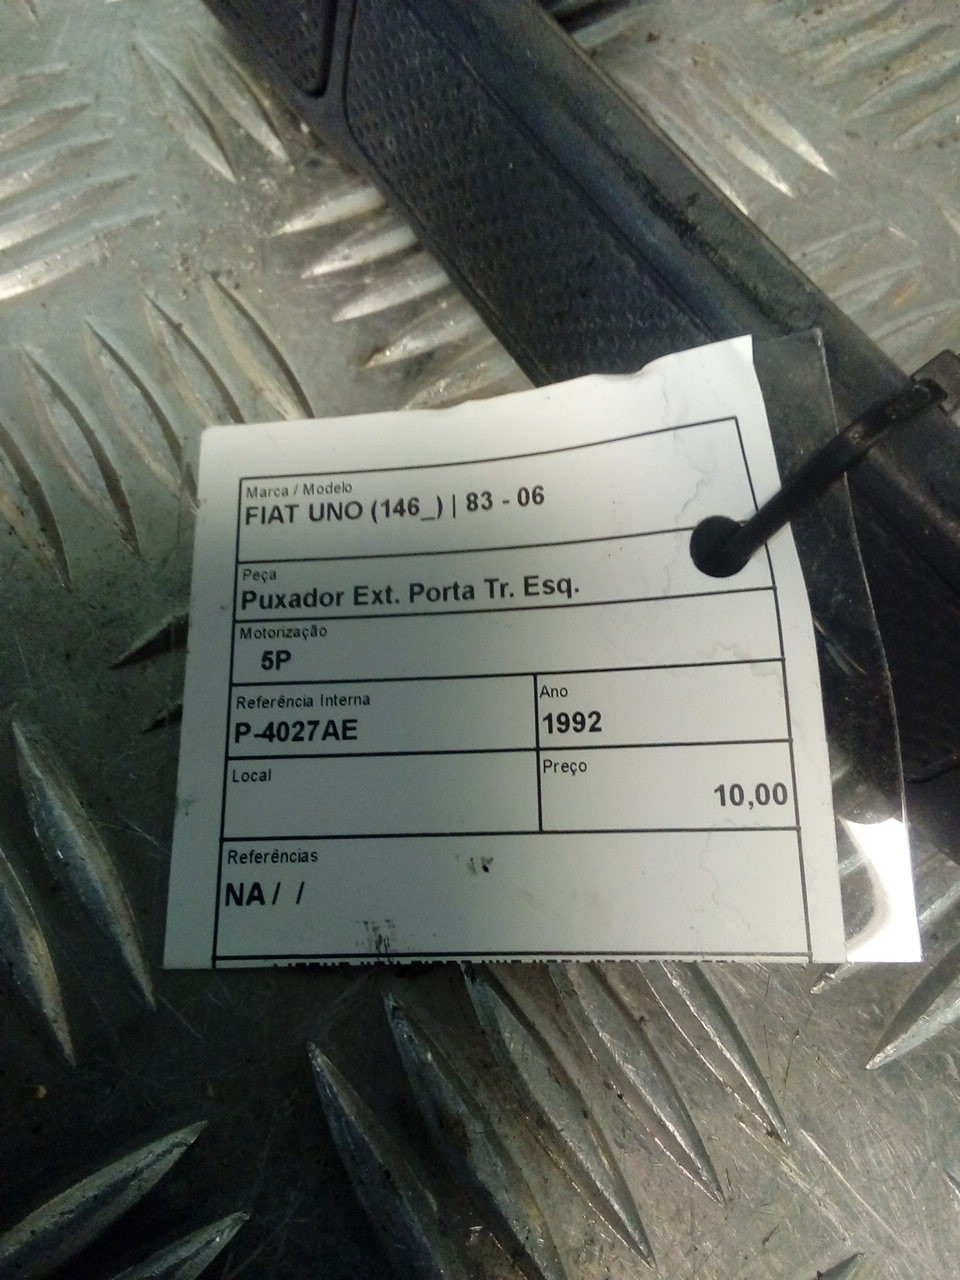 Marca / Modelo
FIAT UNO (146_) | 83 - 06
Peça
Puxador Ext. Porta Tr. Esq.
Motorização
5P
Referência Interna
P-4027AE
Ano
1992
Local
Preço
10,00
Referências
NA / /